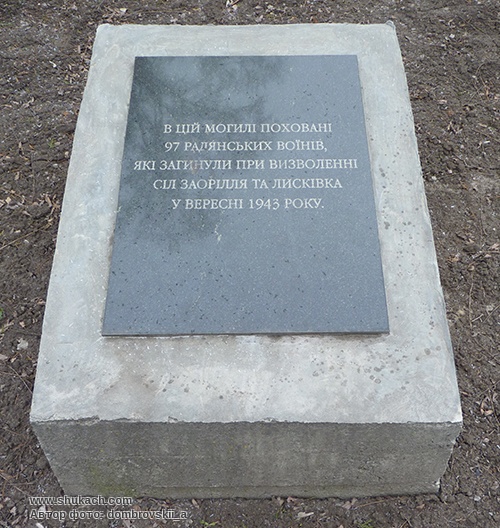 В ЦІЙ МОГИЛІ ПОХОВАНІ
97 РАДЯНСЬКИХ ВОЇНІВ,
ЯКІ ЗАГИНУЛИ ПРИ ВИЗВОЛЕННІ
СІЛ ЗАОРІЛЛЯ ТА ЛИСКІВКА
У ВЕРЕСНІ 1943 РОКУ.
www.shukach.com
Автор фото: dombrovskii_a